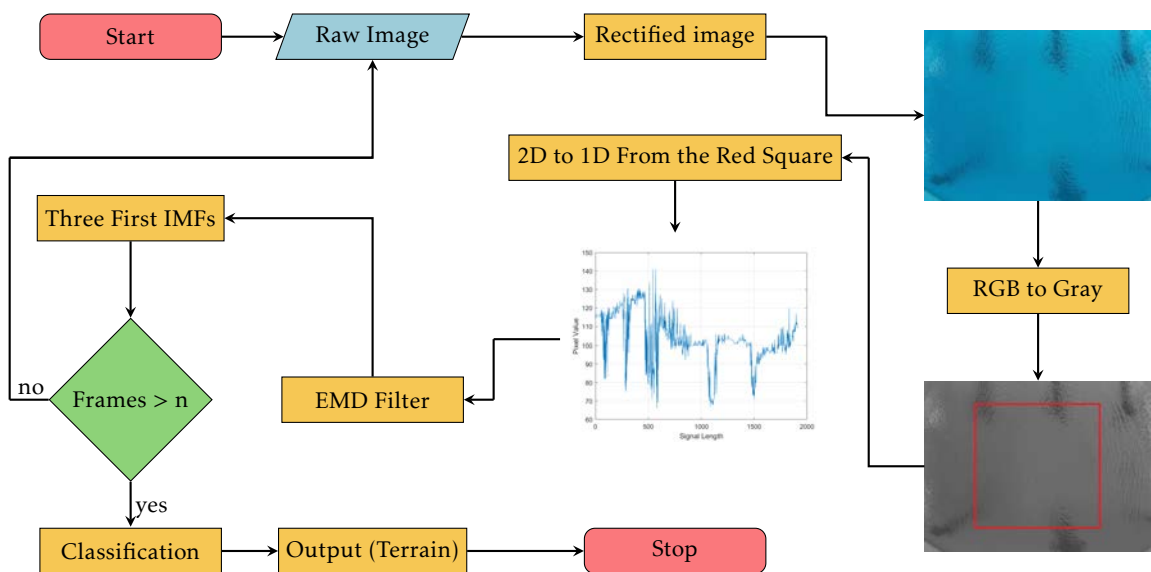 Start
Raw Image
Rectified image
2D to 1D From the Red Square
Three First IMFs
RGB to Gray
150
140
130
120
110
100
90
80
70
60
0
500
1000
1500
2000
Pixel Value
Signal Length
EMD Filter
no
Frames > n
yes
Classification
Output (Terrain)
Stop